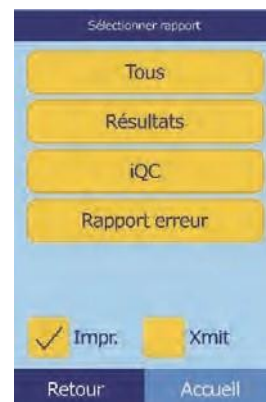 Sélectionner rapport
Tous
Résultats
iQC
Rapport erreur
Impr. Xmit
Retour Accueil